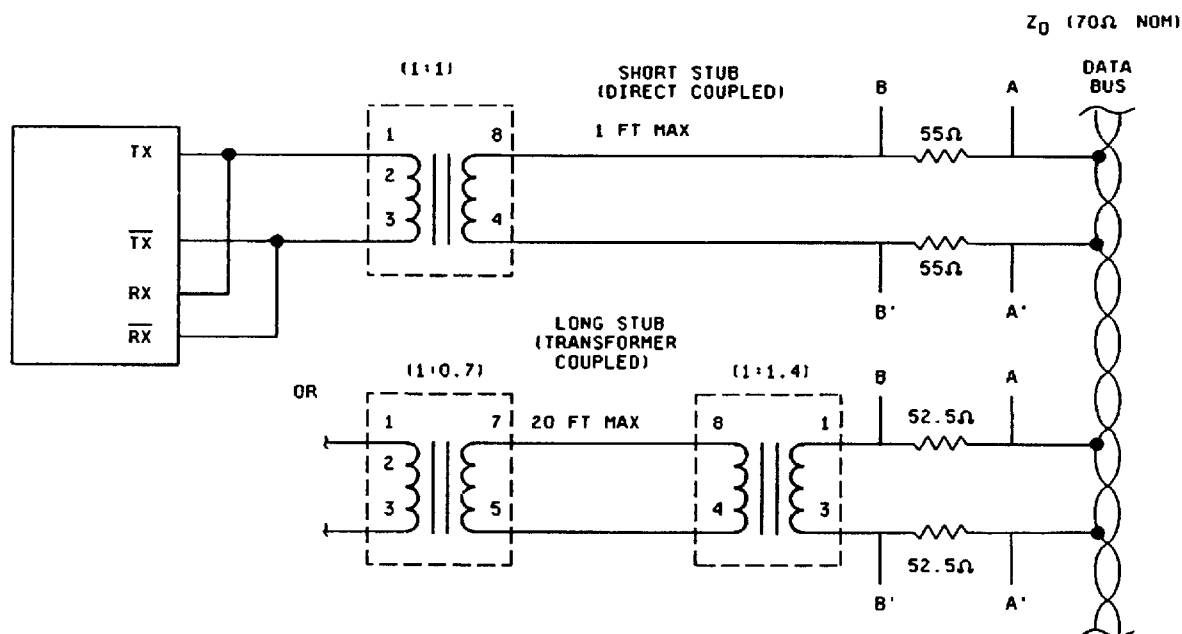 Z0 (70Ω NOM)
(1:1)
SHORT STUB
(DIRECT COUPLED)
B
A
DATA
BUS
1 FT MAX
1
8
55Ω
TX
2
3
4
T̅X̅
55Ω
RX
R̅X̅
B'
A'
LONG STUB
(TRANSFORMER
COUPLED)
(1:0.7)
(1:1.4)
B
A
OR
1
7
20 FT MAX
8
1
52.5Ω
2
3
5
4
3
52.5Ω
B'
A'